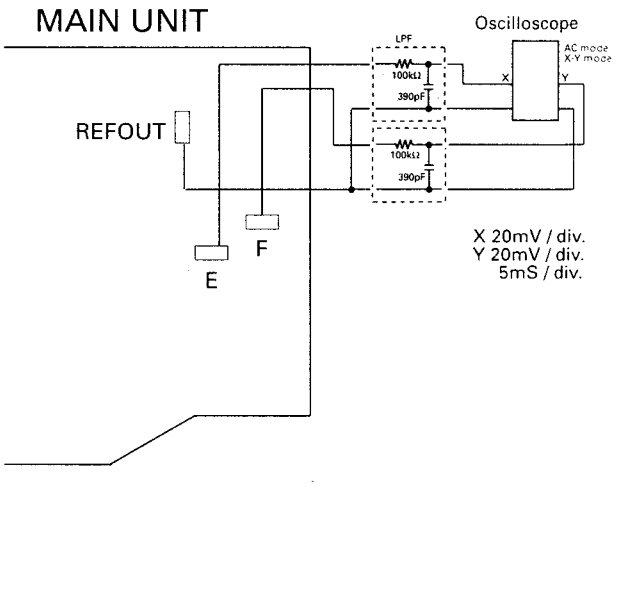 MAIN UNIT
Oscilloscope
LPF
AC mode
X-Y mode
X
Y
100kΩ
390pF
REFOUT
100kΩ
390pF
F
E
X 20mV / div.
Y 20mV / div.
5mS / div.